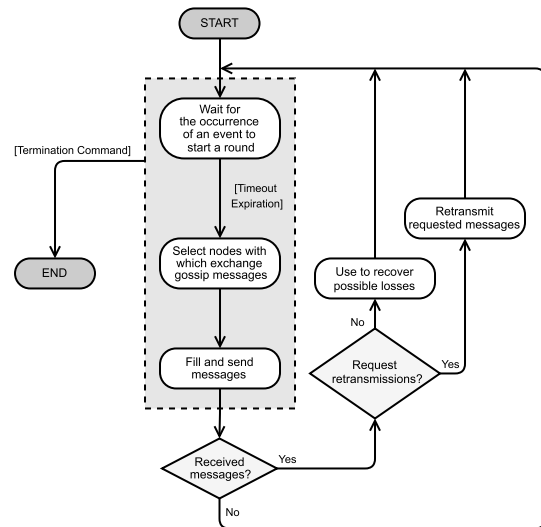 START
Wait for
the occurrence
of an event to
start a round
[Termination Command]
[Timeout
Expiration]
Retransmit
requested messages
Select nodes with
which exchange
gossip messages
END
Use to recover
possible losses
No
Fill and send
messages
Request
retransmissions?
Yes
Received
messages?
Yes
No